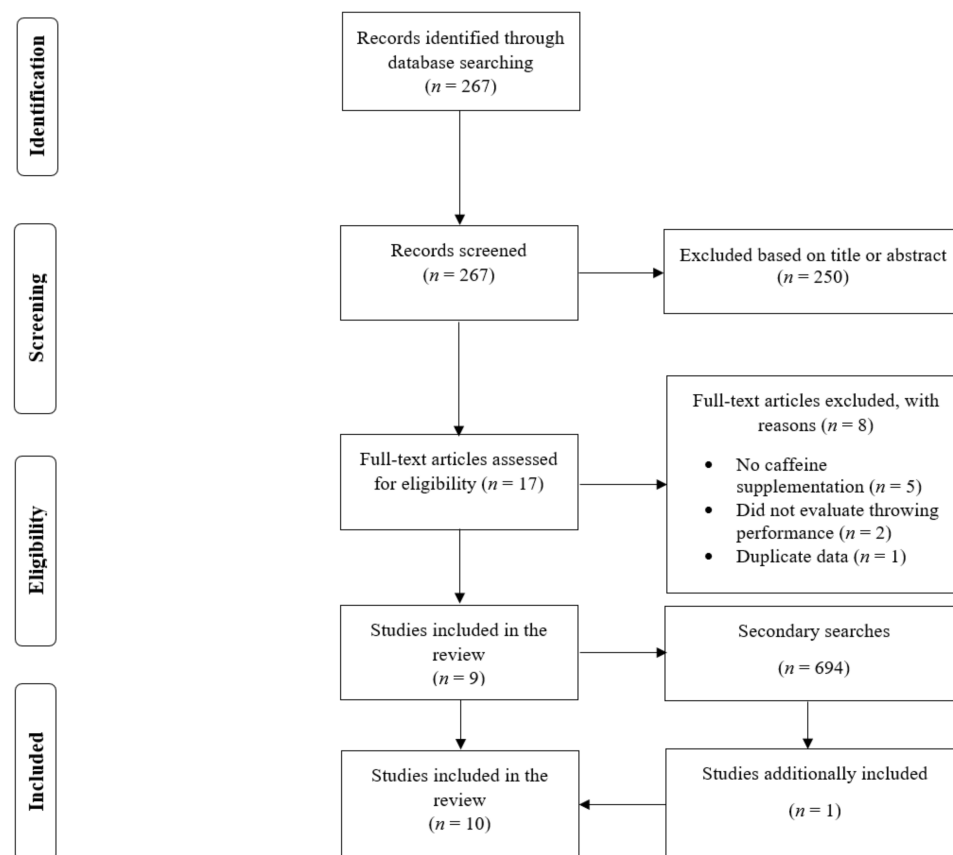 Identification
Records identified through
database searching
(n = 267)
Screening
Records screened
(n = 267)
Excluded based on title or abstract
(n = 250)
Eligibility
Full-text articles assessed
for eligibility (n = 17)
Full-text articles excluded, with
reasons (n = 8)
• No caffeine
supplementation (n = 5)
• Did not evaluate throwing
performance (n = 2)
• Duplicate data (n = 1)
Studies included in the
review
(n = 9)
Secondary searches
(n = 694)
Included
Studies included in the
review
(n = 10)
Studies additionally included
(n = 1)